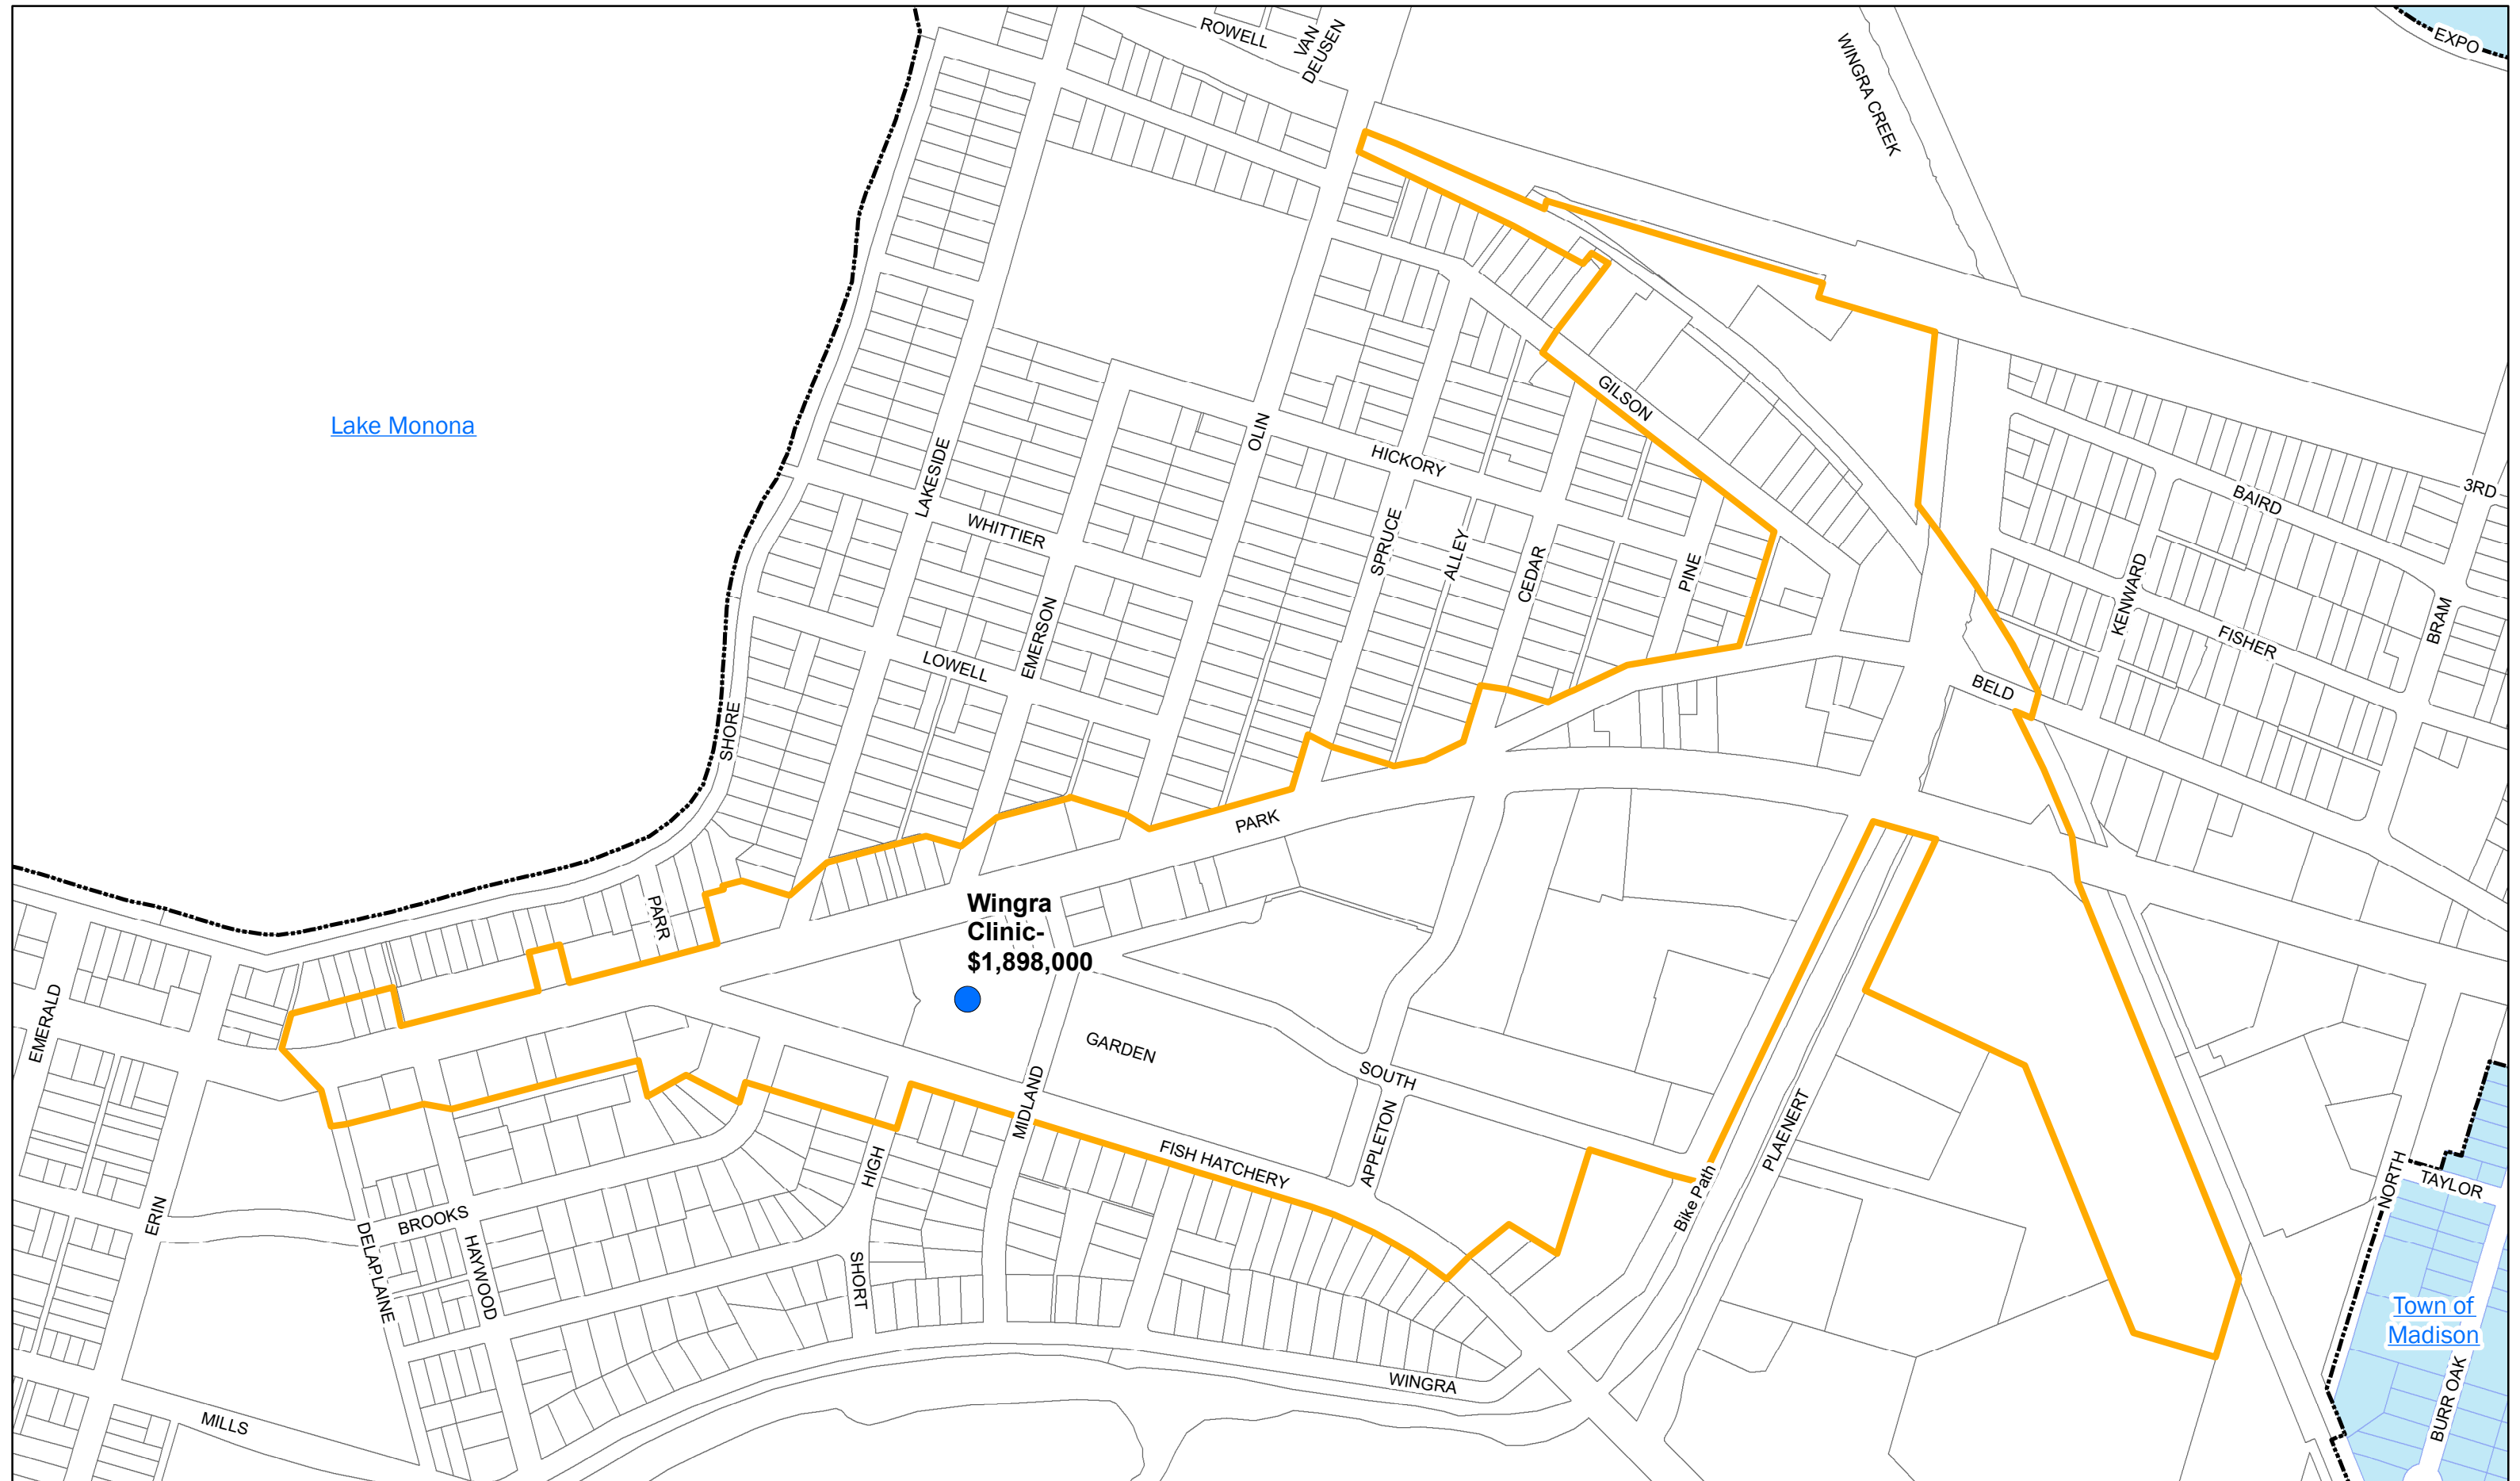 ROWELL
VAN
DEUSEN
WINGRA CREEK
EXPO
Lake Monona
GILSON
OLIN
HICKORY
LAKESIDE
WHITTIER
SPRUCE
ALLEY
CEDAR
PINE
BAIRD
3RD
KENWARD
FISHER
BRAM
EMERSON
LOWELL
BELD
SHORE
PARK
PARR
Wingra
Clinic-
$1,898,000
EMERALD
GARDEN
SOUTH
MIDLAND
APPLETON
PLAENERT
FISH HATCHERY
HIGH
Bike Path
NORTH
TAYLOR
ERIN
BROOKS
DELAPLAINE
HAYWOOD
SHORT
Town of
Madison
WINGRA
BURR OAK
MILLS